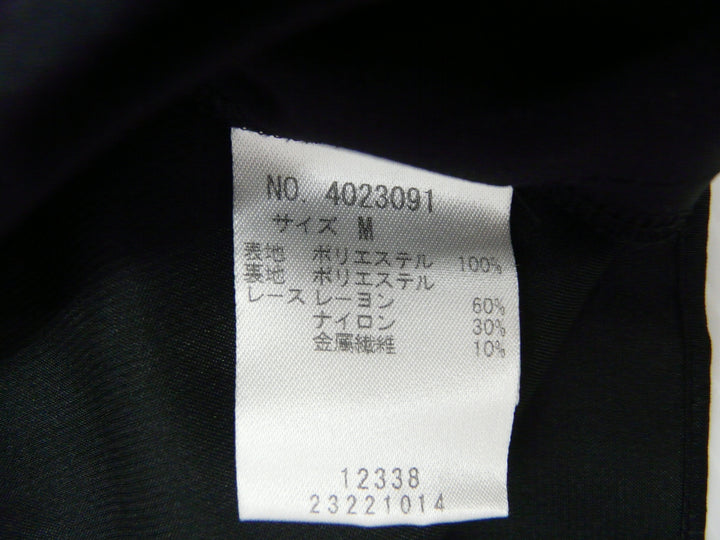 NO. 4023091
サイズ M
表地 ポリエステル 100%
裏地 ポリエステル
レース レーヨン 60%
ナイロン 30%
金属繊維 10%
12338
23221014